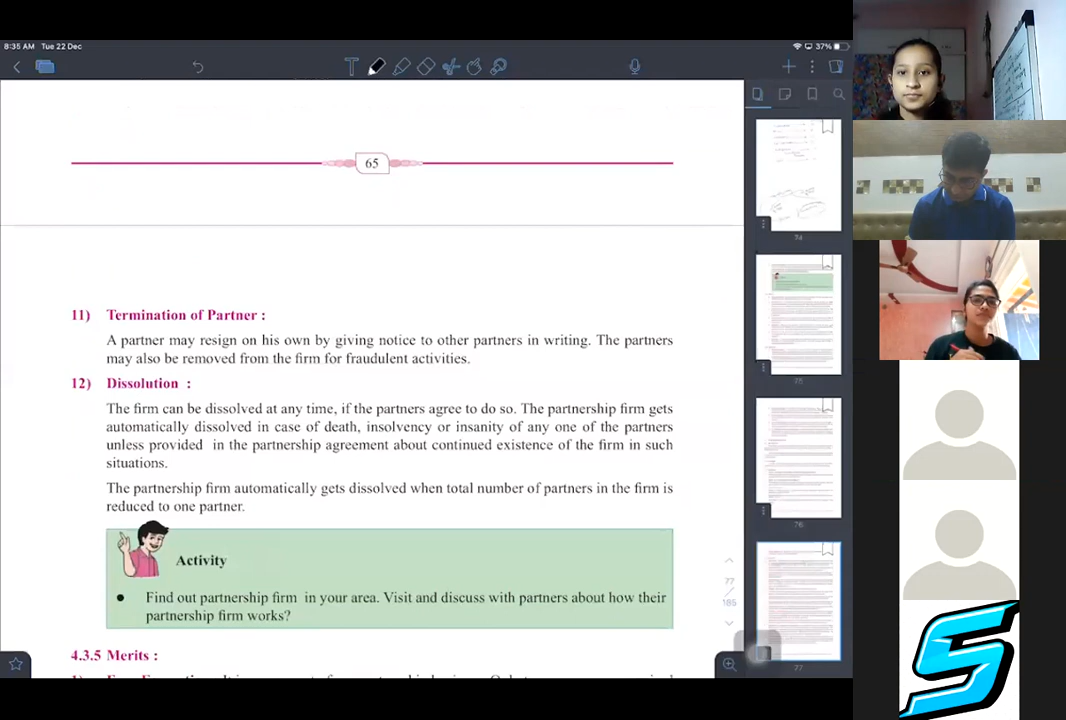 8:35 AM Tue 22 Dec
37%
65
11) Termination of Partner :
A partner may resign on his own by giving notice to other partners in writing. The partners
may also be removed from the firm for fraudulent activities.
12) Dissolution :
The firm can be dissolved at any time, if the partners agree to do so. The partnership firm gets
automatically dissolved in case of death, insolvency or insanity of any one of the partners
unless provided in the partnership agreement about continued existence of the firm in such
situations.
The partnership firm automatically gets dissolved when total number of partners in the firm is
reduced to one partner.
Activity
• Find out partnership firm in your area. Visit and discuss with partners about how their
partnership firm works?
4.3.5 Merits :
74
75
76
77
77
/
185